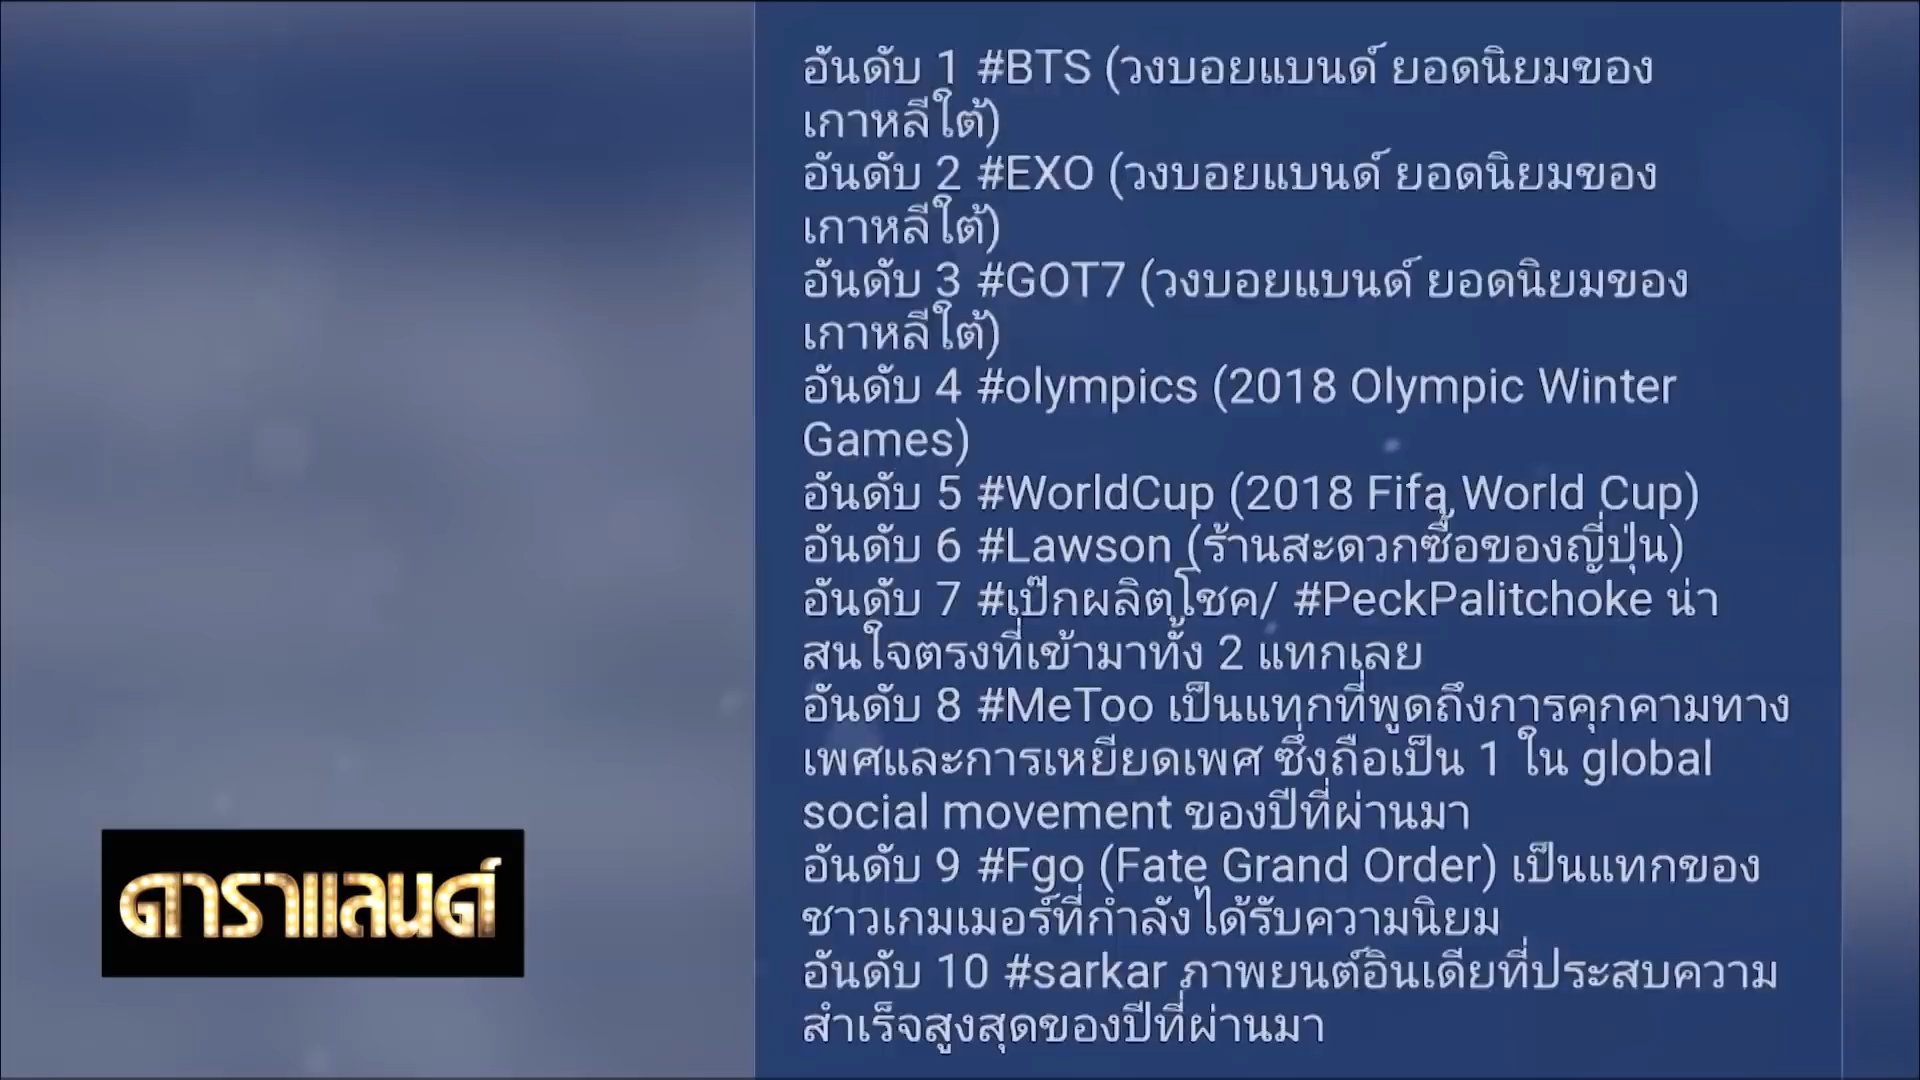 อันดับ 1 #BTS (วงบอยแบนด์ ยอดนิยมของ
เกาหลีใต้)
อันดับ 2 #EXO (วงบอยแบนด์ ยอดนิยมของ
เกาหลีใต้)
อันดับ 3 #GOT7 (วงบอยแบนด์ ยอดนิยมของ
เกาหลีใต้)
อันดับ 4 #olympics (2018 Olympic Winter
Games)
อันดับ 5 #WorldCup (2018 Fifa World Cup)
อันดับ 6 #Lawson (ร้านสะดวกซื้อของญี่ปุ่น)
อันดับ 7 #เป๊กผลิตโชค/ #PeckPalitchoke น่า
สนใจตรงที่เข้ามาทั้ง 2 แทกเลย
อันดับ 8 #MeToo เป็นแทกที่พูดถึงการคุกคามทาง
เพศและการเหยียดเพศ ซึ่งถือเป็น 1 ใน global
social movement ของปีที่ผ่านมา
อันดับ 9 #Fgo (Fate Grand Order) เป็นแทกของ
ชาวเกมเมอร์ที่กำลังได้รับความนิยม
อันดับ 10 #sarkar ภาพยนต์อินเดียที่ประสบความ
สำเร็จสูงสุดของปีที่ผ่านมา
ดาราแลนด์